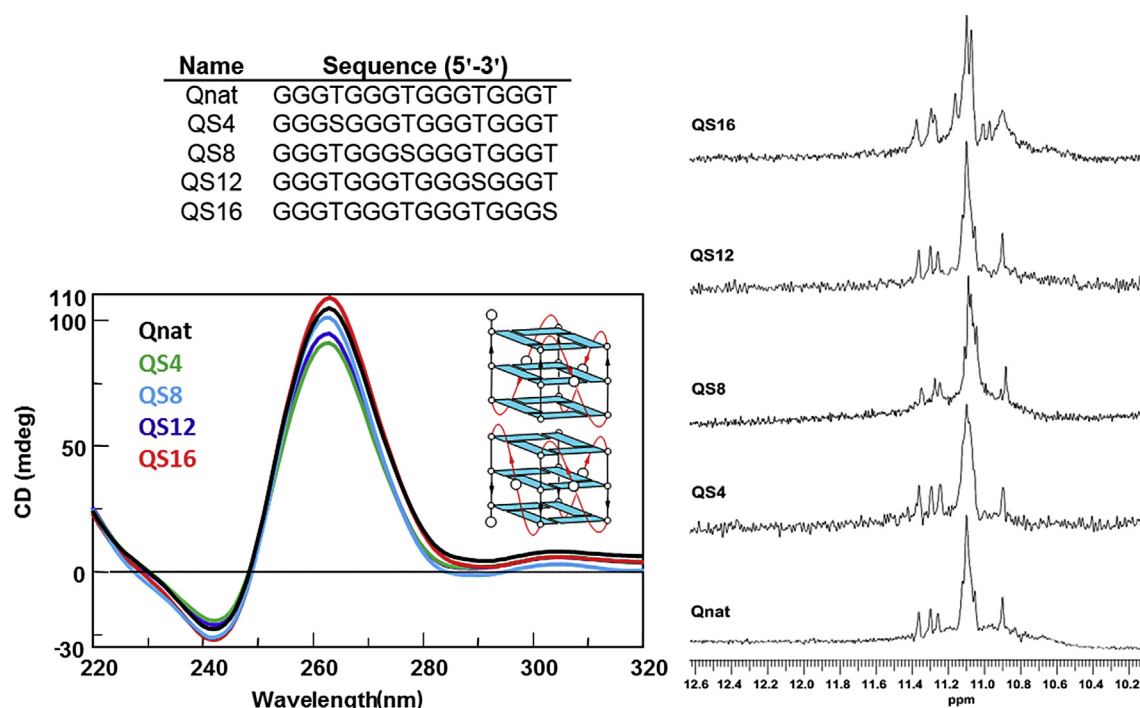 Name Sequence (5'-3')
Qnat GGGTGGGTGGGTGGGT
QS4 GGGSGGGTGGGTGGGT
QS8 GGGTGGGSGGGTGGGT
QS12 GGGTGGGTGGGSGGGT
QS16 GGGTGGGTGGGTGGGS
110
100
50
0
-30
CD (mdeg)
Qnat
QS4
QS8
QS12
QS16
220 240 260 280 300 320
Wavelength(nm)
QS16
QS12
QS8
QS4
Qnat
12.6 12.4 12.2 12.0 11.8 11.6 11.4 11.2 11.0 10.8 10.6 10.4 10.2
ppm